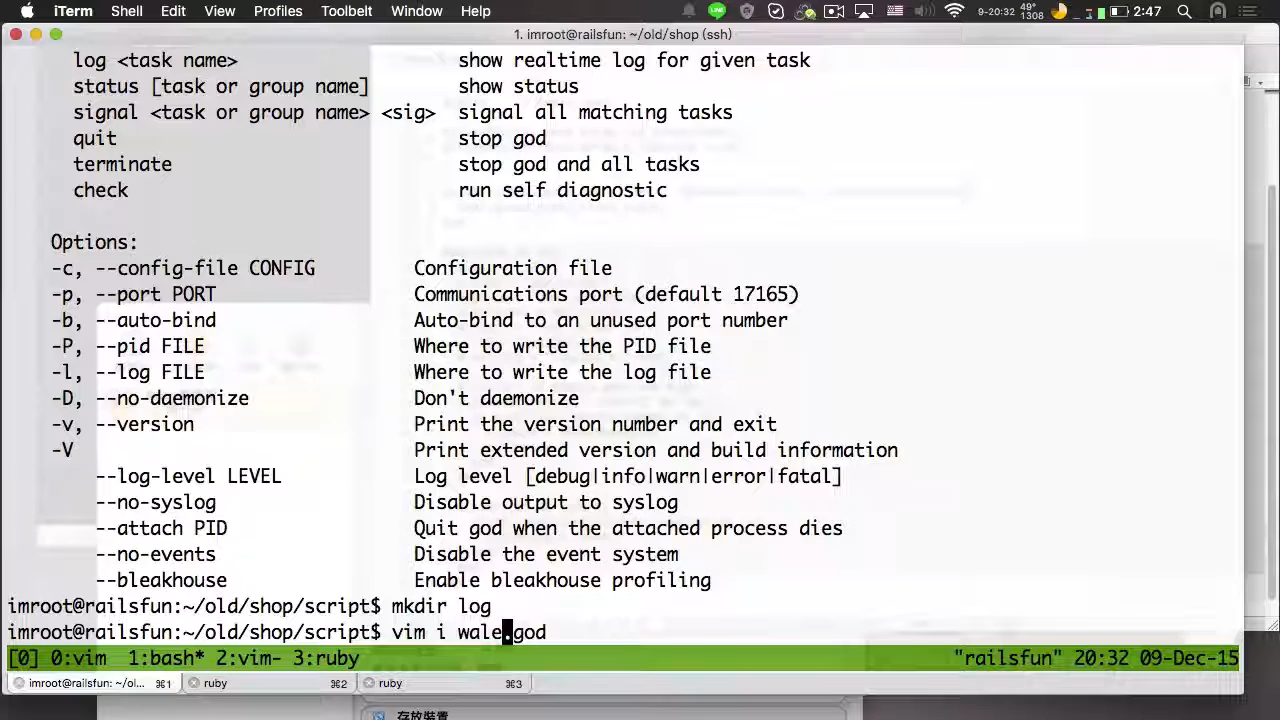 iTerm Shell Edit View Profiles Toolbelt Window Help 9-20:32 49° 1308 2:47
1. imroot@railsfun: ~/old/shop (ssh)
log <task name> show realtime log for given task
status [task or group name] show status
signal <task or group name> <sig> signal all matching tasks
quit stop god
terminate stop god and all tasks
check run self diagnostic
Options:
-c, --config-file CONFIG Configuration file
-p, --port PORT Communications port (default 17165)
-b, --auto-bind Auto-bind to an unused port number
-P, --pid FILE Where to write the PID file
-l, --log FILE Where to write the log file
-D, --no-daemonize Don't daemonize
-v, --version Print the version number and exit
-V Print extended version and build information
--log-level LEVEL Log level [debug|info|warn|error|fatal]
--no-syslog Disable output to syslog
--attach PID Quit god when the attached process dies
--no-events Disable the event system
--bleakhouse Enable bleakhouse profiling
imroot@railsfun:~/old/shop/script$ mkdir log
imroot@railsfun:~/old/shop/script$ vim i wale.god
[0] 0:vim 1:bash* 2:vim- 3:ruby "railsfun" 20:32 09-Dec-15
imroot@railsfun: ~/ol... ⌘1 ruby ⌘2 ruby ⌘3
存放裝置